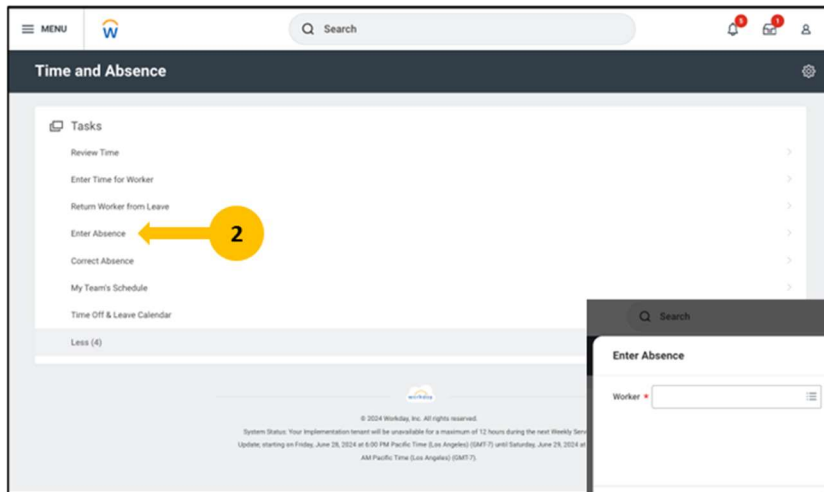 MENU
W
Search
5
1
Time and Absence
Tasks
Review Time
Enter Time for Worker
Return Worker from Leave
Enter Absence
2
Correct Absence
My Team's Schedule
Time Off & Leave Calendar
Less (4)
Search
Enter Absence
Worker *
workday
© 2024 Workday, Inc. All rights reserved.
System Status: Your Implementation tenant will be unavailable for a maximum of 12 hours during the next Weekly Serv
Update; starting on Friday, June 28, 2024 at 6:00 PM Pacific Time (Los Angeles) (GMT-7) until Saturday, June 29, 2024 at
AM Pacific Time (Los Angeles) (GMT-7).